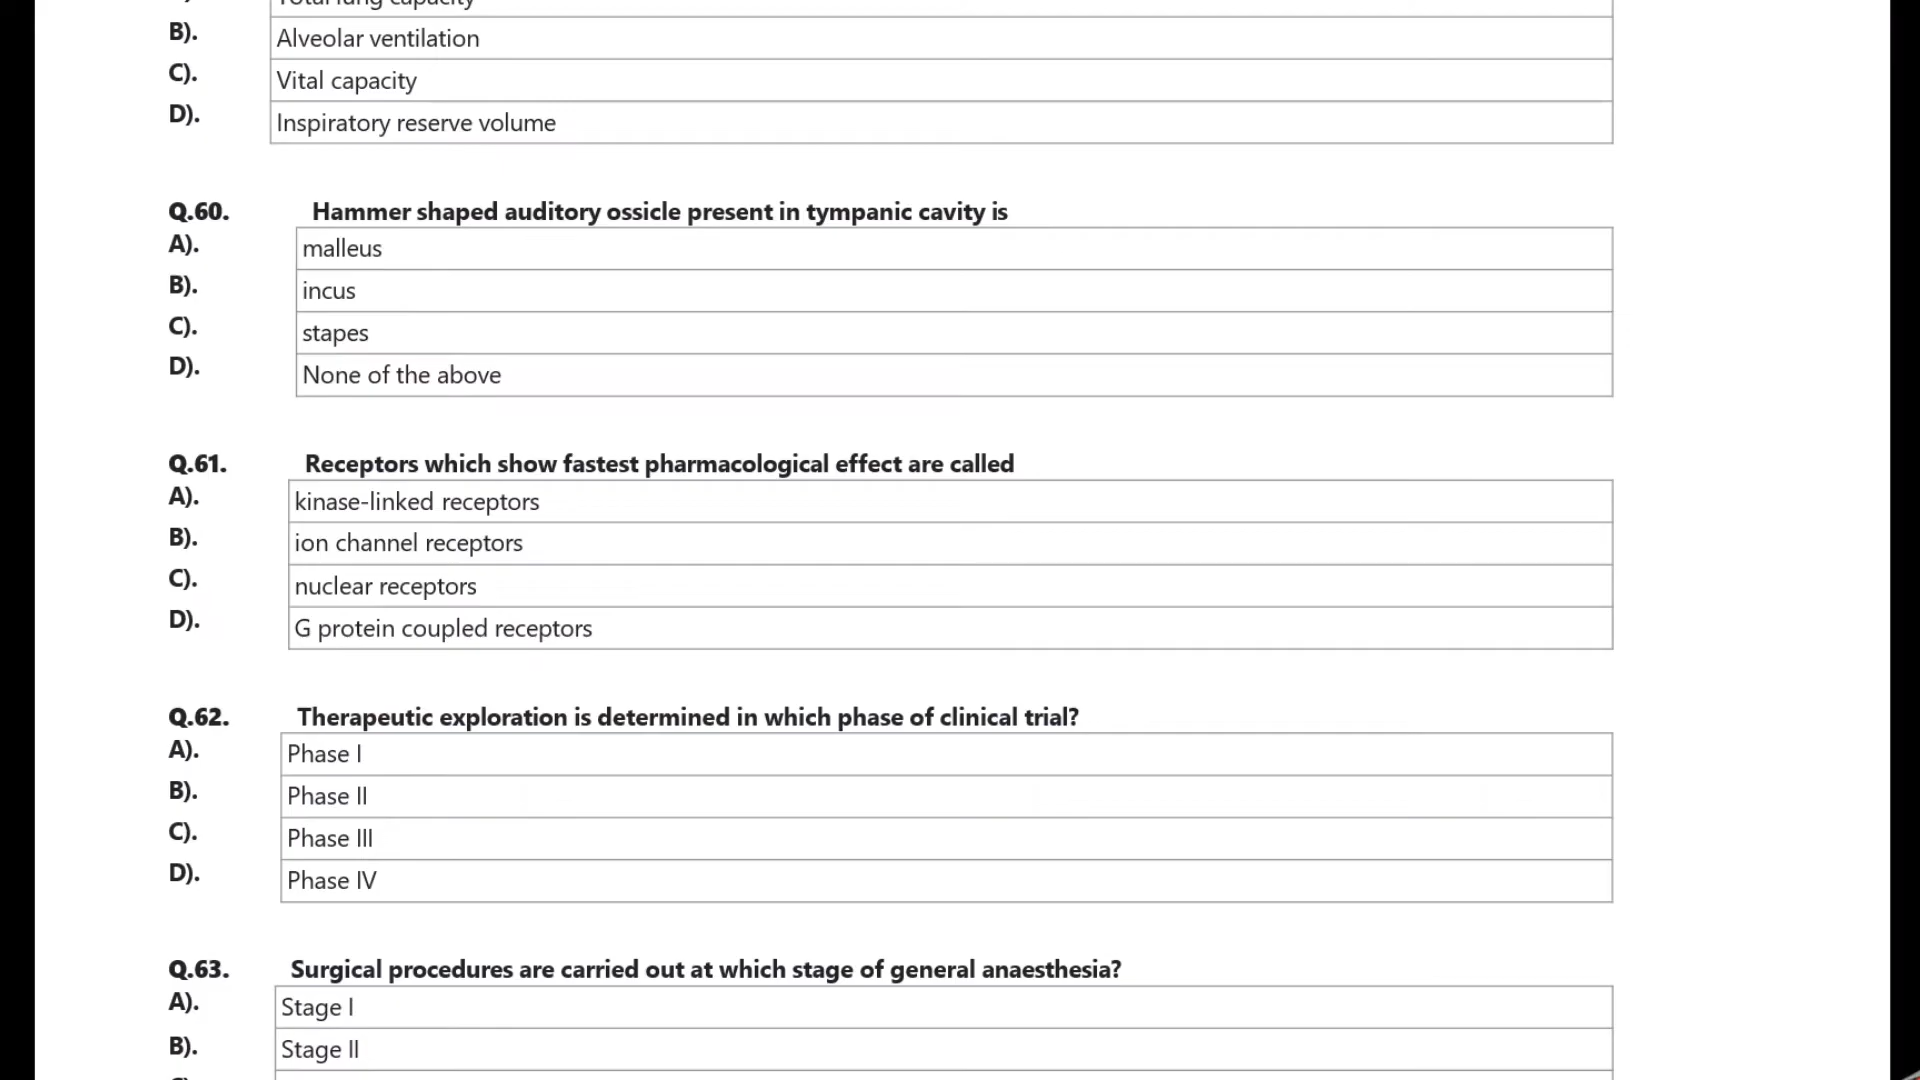 Total lung capacity
B). Alveolar ventilation
C). Vital capacity
D). Inspiratory reserve volume
Q.60. Hammer shaped auditory ossicle present in tympanic cavity is
A). malleus
B). incus
C). stapes
D). None of the above
Q.61. Receptors which show fastest pharmacological effect are called
A). kinase-linked receptors
B). ion channel receptors
C). nuclear receptors
D). G protein coupled receptors
Q.62. Therapeutic exploration is determined in which phase of clinical trial?
A). Phase I
B). Phase II
C). Phase III
D). Phase IV
Q.63. Surgical procedures are carried out at which stage of general anaesthesia?
A). Stage I
B). Stage II